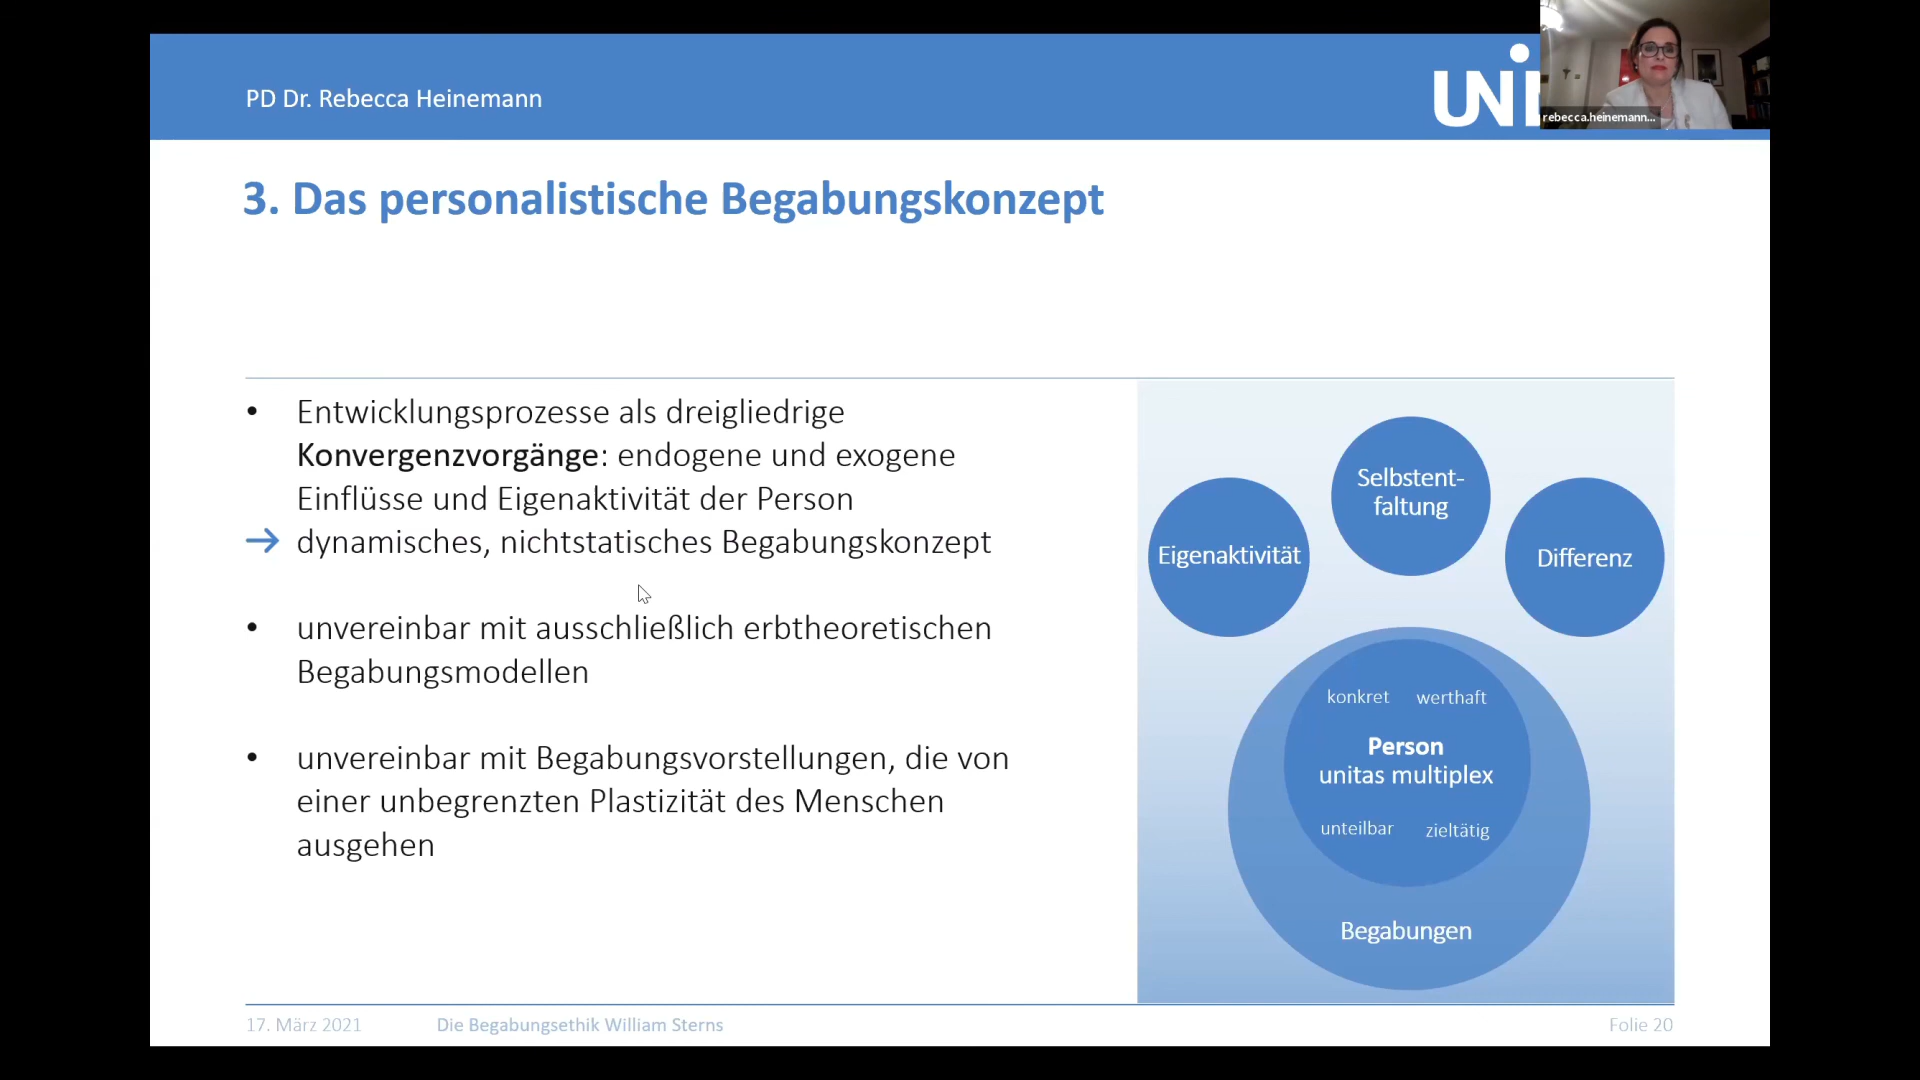 PD Dr. Rebecca Heinemann
UNI
rebecca.heinemann...
3. Das personalistische Begabungskonzept
• Entwicklungsprozesse als dreigliedrige
Konvergenzvorgänge: endogene und exogene
Einflüsse und Eigenaktivität der Person
→ dynamisches, nichtstatisches Begabungskonzept
• unvereinbar mit ausschließlich erbtheoretischen
Begabungsmodellen
• unvereinbar mit Begabungsvorstellungen, die von
einer unbegrenzten Plastizität des Menschen
ausgehen
Selbstent-
faltung
Eigenaktivität
Differenz
konkret werthaft
Person
unitas multiplex
unteilbar zieltätig
Begabungen
17. März 2021 Die Begabungsethik William Sterns Folie 20